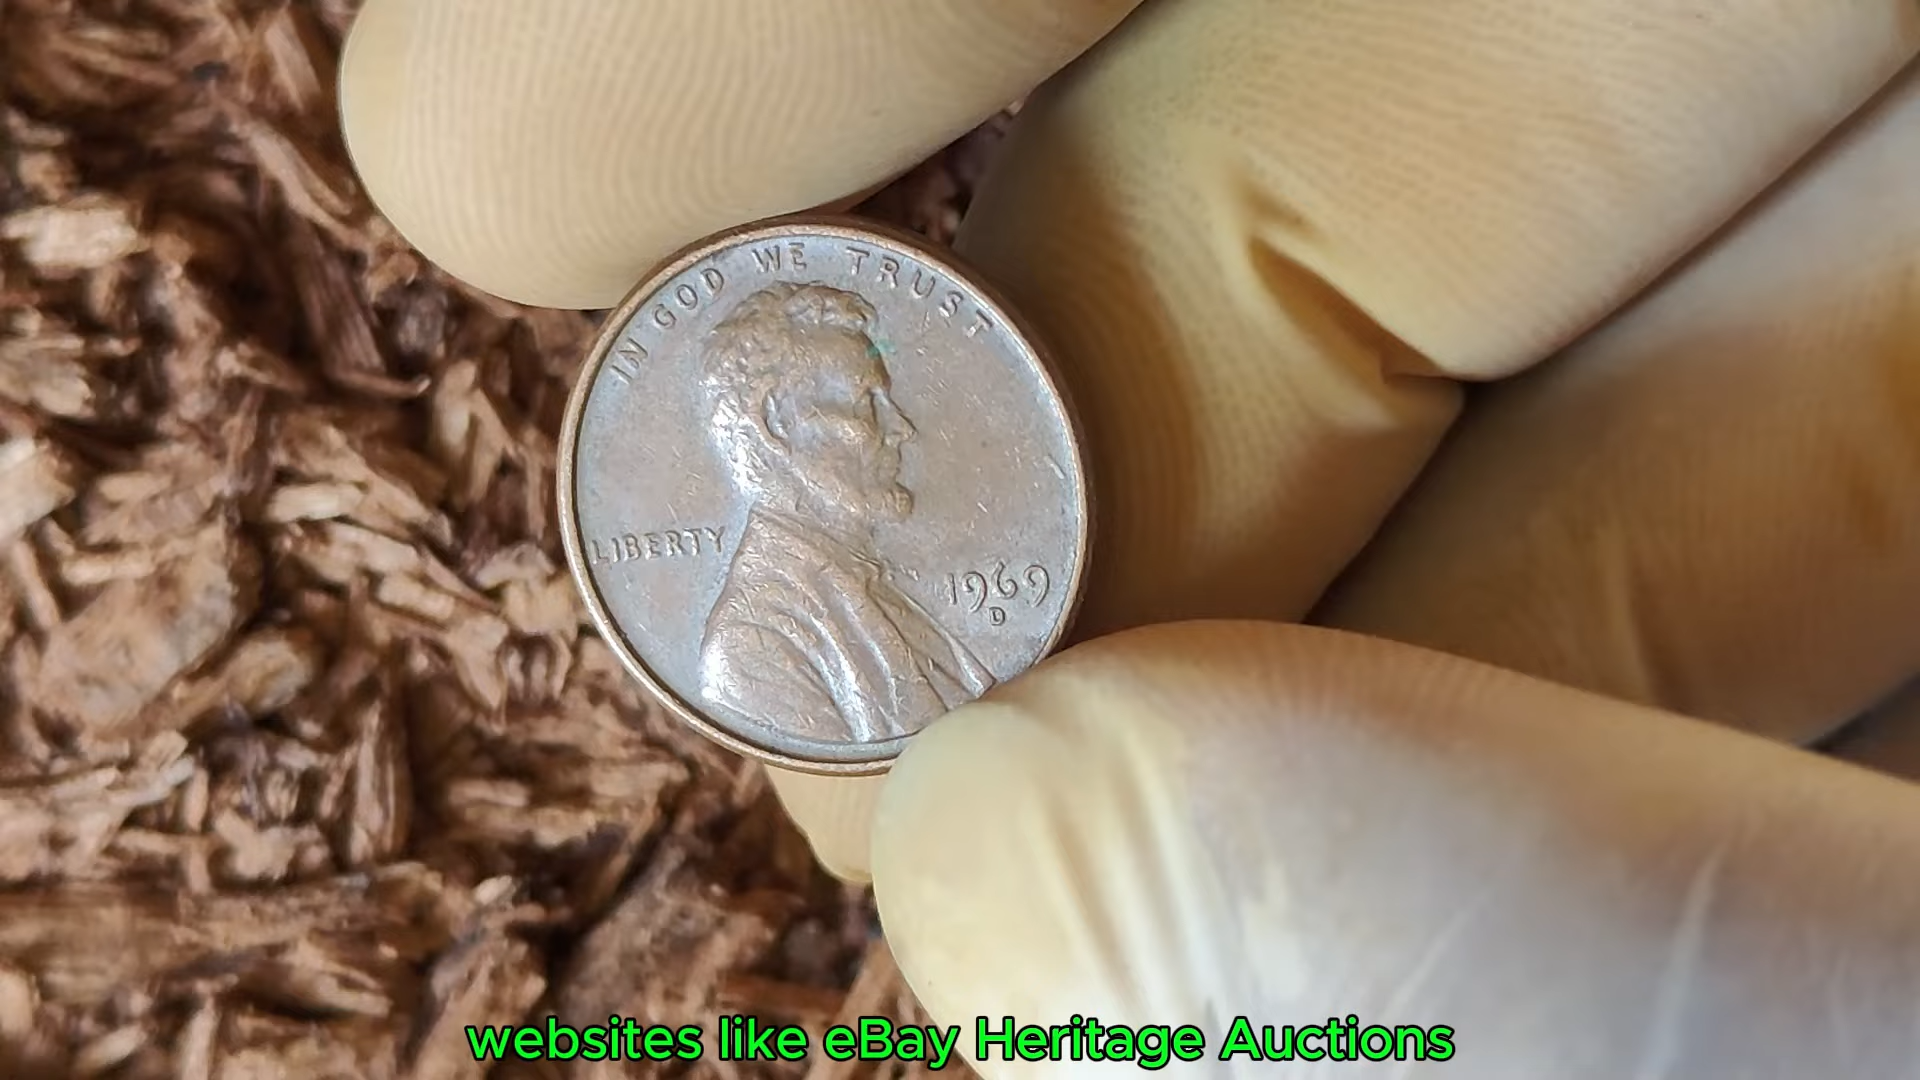 IN GOD WE TRUST
LIBERTY
1969
D
websites like eBay Heritage Auctions